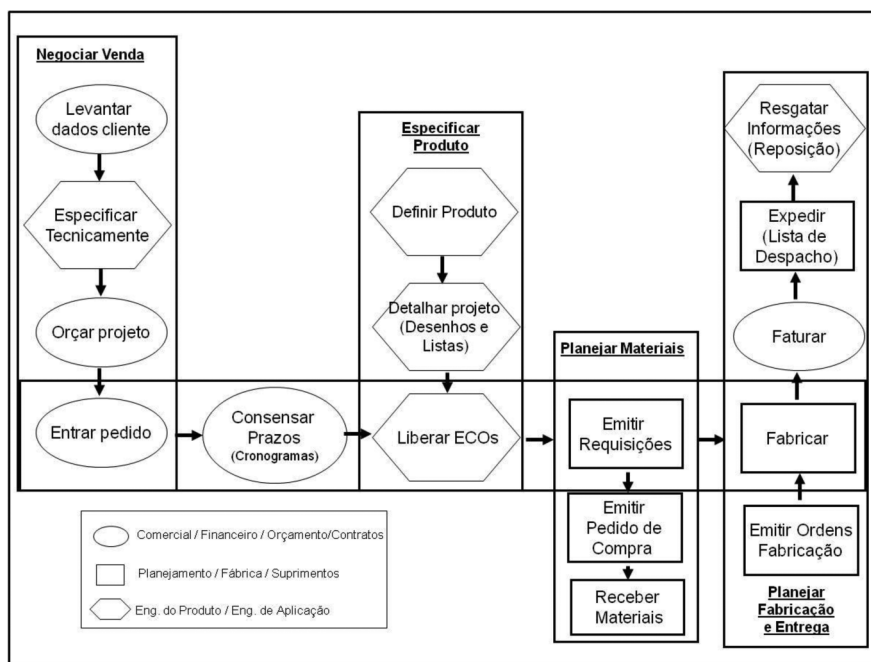 Negociar Venda
Levantar
dados cliente
Especificar
Tecnicamente
Orçar projeto
Entrar pedido
Consensar
Prazos
(Cronogramas)
Especificar
Produto
Definir Produto
Detalhar projeto
(Desenhos e
Listas)
Liberar ECOs
Planejar Materiais
Emitir
Requisições
Emitir
Pedido de
Compra
Receber
Materiais
Resgatar
Informações
(Reposição)
Expedir
(Lista de
Despacho)
Faturar
Fabricar
Emitir Ordens
Fabricação
Planejar
Fabricação
e Entrega
Comercial / Financeiro / Orçamento/Contratos
Planejamento / Fábrica / Suprimentos
Eng. do Produto / Eng. de Aplicação